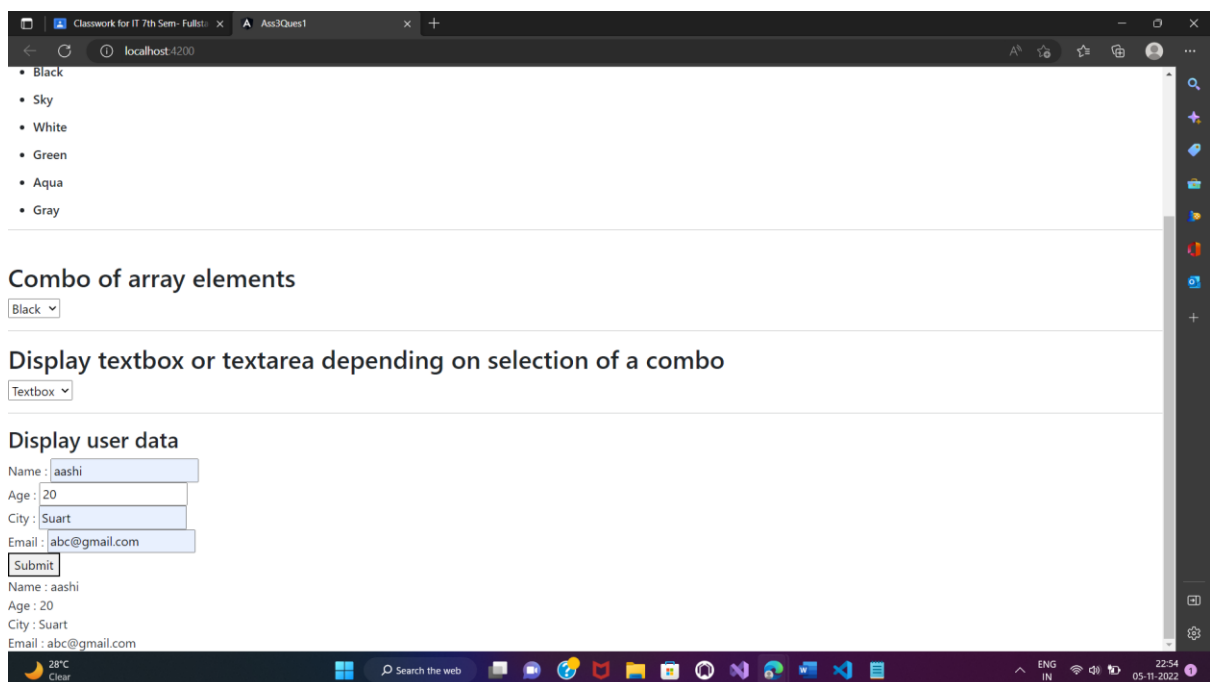 Classwork for IT 7th Sem- Fullsta
Ass3Ques1
localhost:4200
Black
Sky
White
Green
Aqua
Gray
Combo of array elements
Black
Display textbox or textarea depending on selection of a combo
Textbox
Display user data
Name : aashi
Age : 20
City : Suart
Email : abc@gmail.com
Submit
Name : aashi
Age : 20
City : Suart
Email : abc@gmail.com
28°C
Clear
Search the web
ENG
IN
22:54
05-11-2022
1